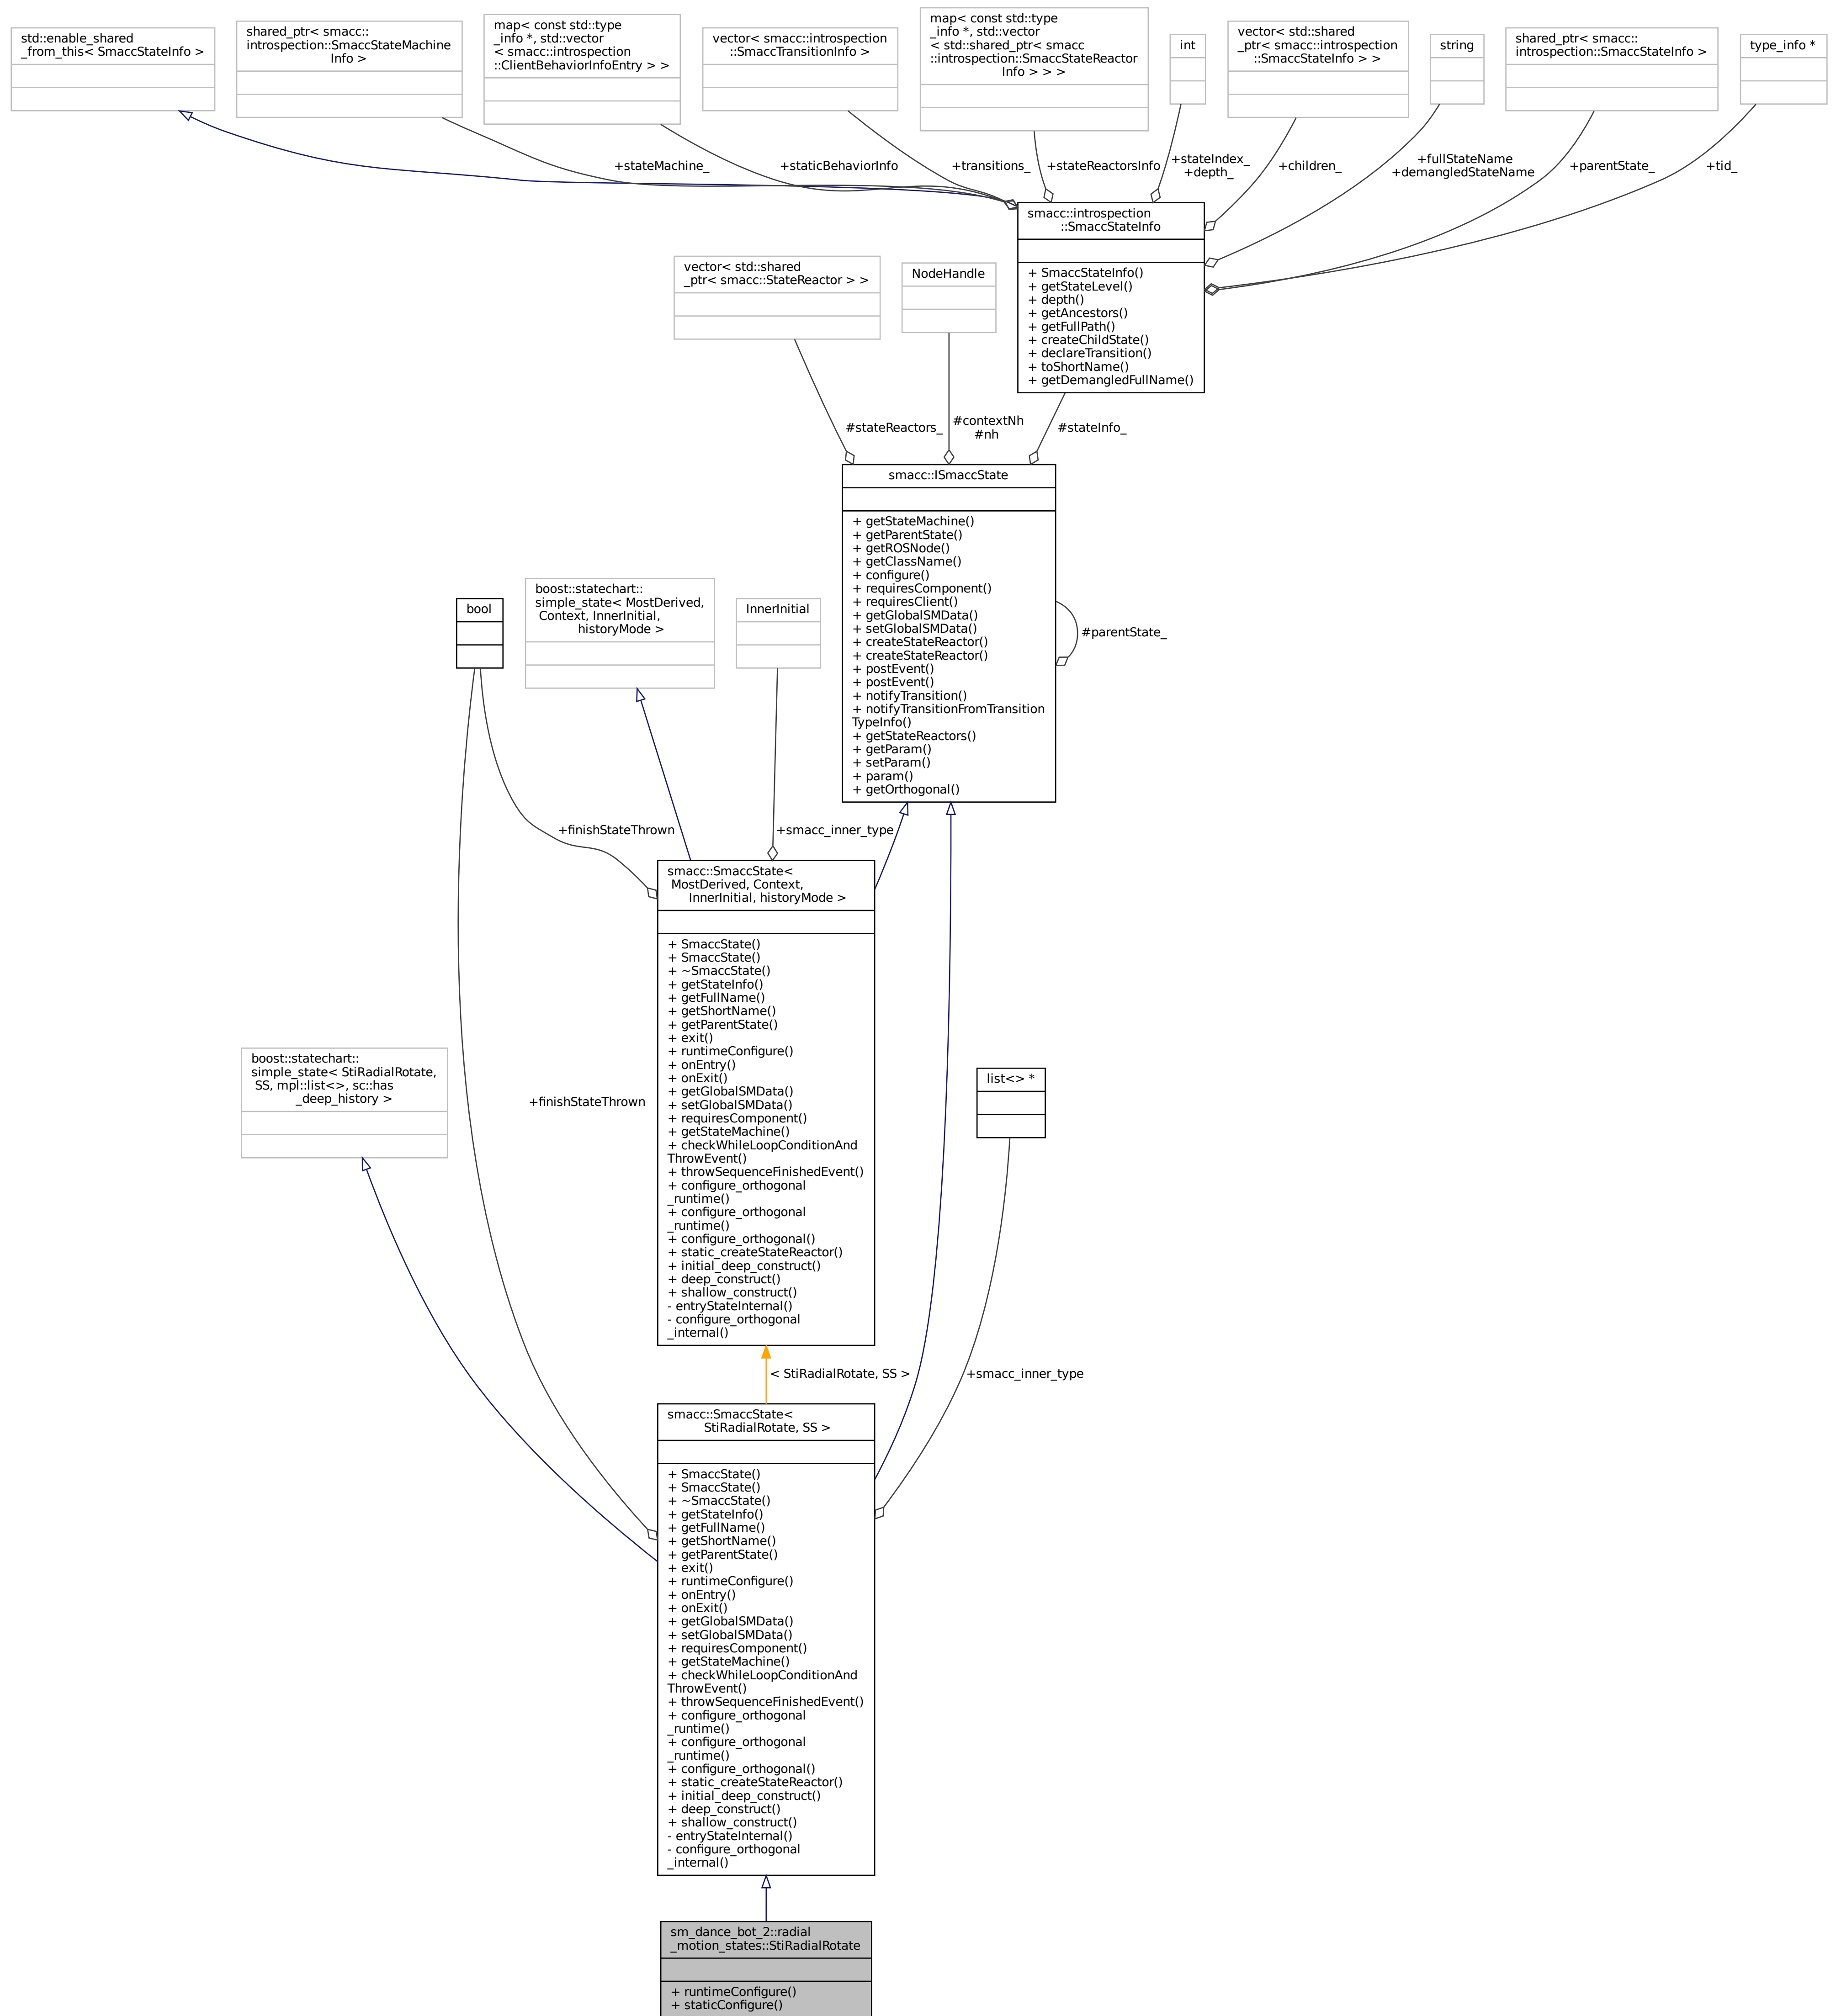 std::enable_shared
_from_this< SmaccStateInfo >
shared_ptr< smacc::
introspection::SmaccStateMachine
Info >
map< const std::type
_info *, std::vector
< smacc::introspection
::ClientBehaviorInfoEntry > >
vector< smacc::introspection
::SmaccTransitionInfo >
map< const std::type
_info *, std::vector
< std::shared_ptr< smacc
::introspection::SmaccStateReactor
Info > > >
int
vector< std::shared
_ptr< smacc::introspection
::SmaccStateInfo > >
string
shared_ptr< smacc::
introspection::SmaccStateInfo >
type_info *
+stateMachine_
+staticBehaviorInfo
+transitions_
+stateReactorsInfo
+stateIndex_
+depth_
+children_
+fullStateName
+demangledStateName
+parentState_
+tid_
smacc::introspection
::SmaccStateInfo
+ SmaccStateInfo()
+ getStateLevel()
+ depth()
+ getAncestors()
+ getFullPath()
+ createChildState()
+ declareTransition()
+ toShortName()
+ getDemangledFullName()
vector< std::shared
_ptr< smacc::StateReactor > >
NodeHandle
#stateReactors_
#contextNh
#nh
#stateInfo_
smacc::ISmaccState
+ getStateMachine()
+ getParentState()
+ getROSNode()
+ getClassName()
+ configure()
+ requiresComponent()
+ requiresClient()
+ getGlobalSMData()
+ setGlobalSMData()
+ createStateReactor()
+ createStateReactor()
+ postEvent()
+ postEvent()
+ notifyTransition()
+ notifyTransitionFromTransition
TypeInfo()
+ getStateReactors()
+ getParam()
+ setParam()
+ param()
+ getOrthogonal()
#parentState_
bool
boost::statechart::
simple_state< MostDerived,
Context, InnerInitial,
historyMode >
InnerInitial
+finishStateThrown
+smacc_inner_type
smacc::SmaccState<
MostDerived, Context,
InnerInitial, historyMode >
+ SmaccState()
+ SmaccState()
+ ~SmaccState()
+ getStateInfo()
+ getFullName()
+ getShortName()
+ getParentState()
+ exit()
+ runtimeConfigure()
+ onEntry()
+ onExit()
+ getGlobalSMData()
+ setGlobalSMData()
+ requiresComponent()
+ getStateMachine()
+ checkWhileLoopConditionAnd
ThrowEvent()
+ throwSequenceFinishedEvent()
+ configure_orthogonal
_runtime()
+ configure_orthogonal
_runtime()
+ configure_orthogonal()
+ static_createStateReactor()
+ initial_deep_construct()
+ deep_construct()
+ shallow_construct()
- entryStateInternal()
- configure_orthogonal
_internal()
boost::statechart::
simple_state< StiRadialRotate,
SS, mpl::list<>, sc::has
_deep_history >
+finishStateThrown
list<> *
< StiRadialRotate, SS >
+smacc_inner_type
smacc::SmaccState<
StiRadialRotate, SS >
+ SmaccState()
+ SmaccState()
+ ~SmaccState()
+ getStateInfo()
+ getFullName()
+ getShortName()
+ getParentState()
+ exit()
+ runtimeConfigure()
+ onEntry()
+ onExit()
+ getGlobalSMData()
+ setGlobalSMData()
+ requiresComponent()
+ getStateMachine()
+ checkWhileLoopConditionAnd
ThrowEvent()
+ throwSequenceFinishedEvent()
+ configure_orthogonal
_runtime()
+ configure_orthogonal
_runtime()
+ configure_orthogonal()
+ static_createStateReactor()
+ initial_deep_construct()
+ deep_construct()
+ shallow_construct()
- entryStateInternal()
- configure_orthogonal
_internal()
sm_dance_bot_2::radial
_motion_states::StiRadialRotate
+ runtimeConfigure()
+ staticConfigure()